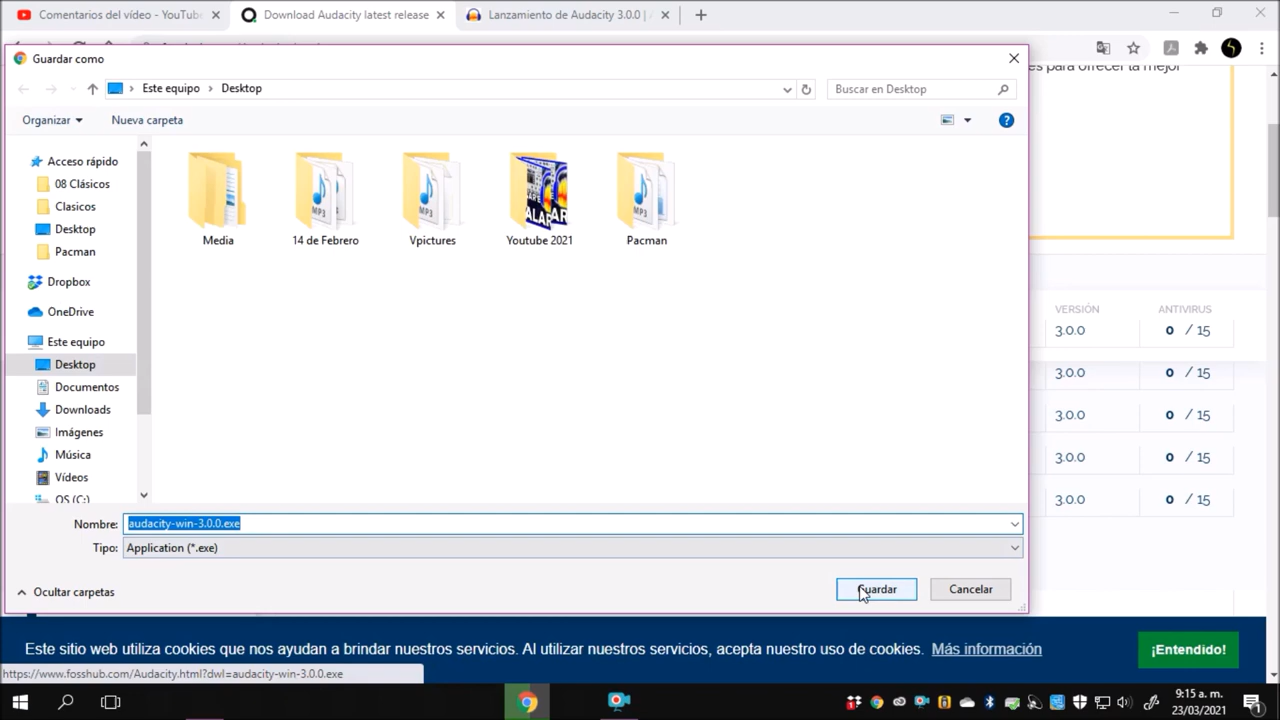 Comentarios del vídeo - YouTube
Download Audacity latest release
Lanzamiento de Audacity 3.0.0 |
Guardar como
es para ofrecer la mejor
Este equipo > Desktop
Buscar en Desktop
Organizar
Nueva carpeta
Acceso rápido
08 Clásicos
Clasicos
Desktop
Pacman
Dropbox
OneDrive
Este equipo
Desktop
Documentos
Downloads
Imágenes
Música
Vídeos
OS (C:)
Media
14 de Febrero
Vpictures
Youtube 2021
Pacman
VERSIÓN
ANTIVIRUS
3.0.0
0 / 15
3.0.0
0 / 15
3.0.0
0 / 15
3.0.0
0 / 15
3.0.0
0 / 15
Nombre: audacity-win-3.0.0.exe
Tipo: Application (*.exe)
Ocultar carpetas
Guardar
Cancelar
Este sitio web utiliza cookies que nos ayudan a brindar nuestros servicios. Al utilizar nuestros servicios, acepta nuestro uso de cookies. Más información
¡Entendido!
https://www.fosshub.com/Audacity.html?dwl=audacity-win-3.0.0.exe
9:15 a. m.
23/03/2021